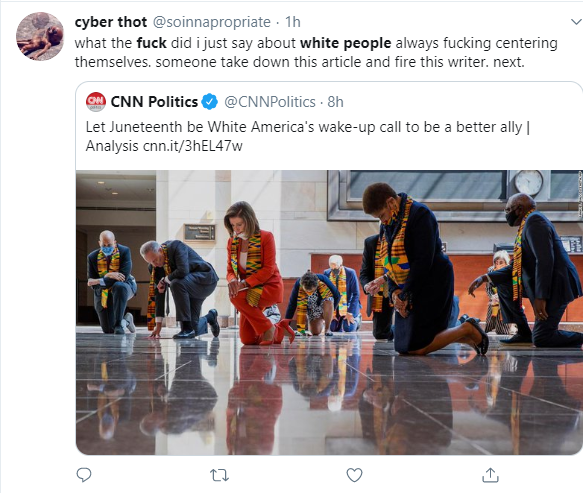 cyber thot @soinnapropriate · 1h
what the fuck did i just say about white people always fucking centering
themselves. someone take down this article and fire this writer. next.
CNN
CNN Politics @CNNPolitics · 8h
Let Juneteenth be White America's wake-up call to be a better ally |
Analysis cnn.it/3hEL47w